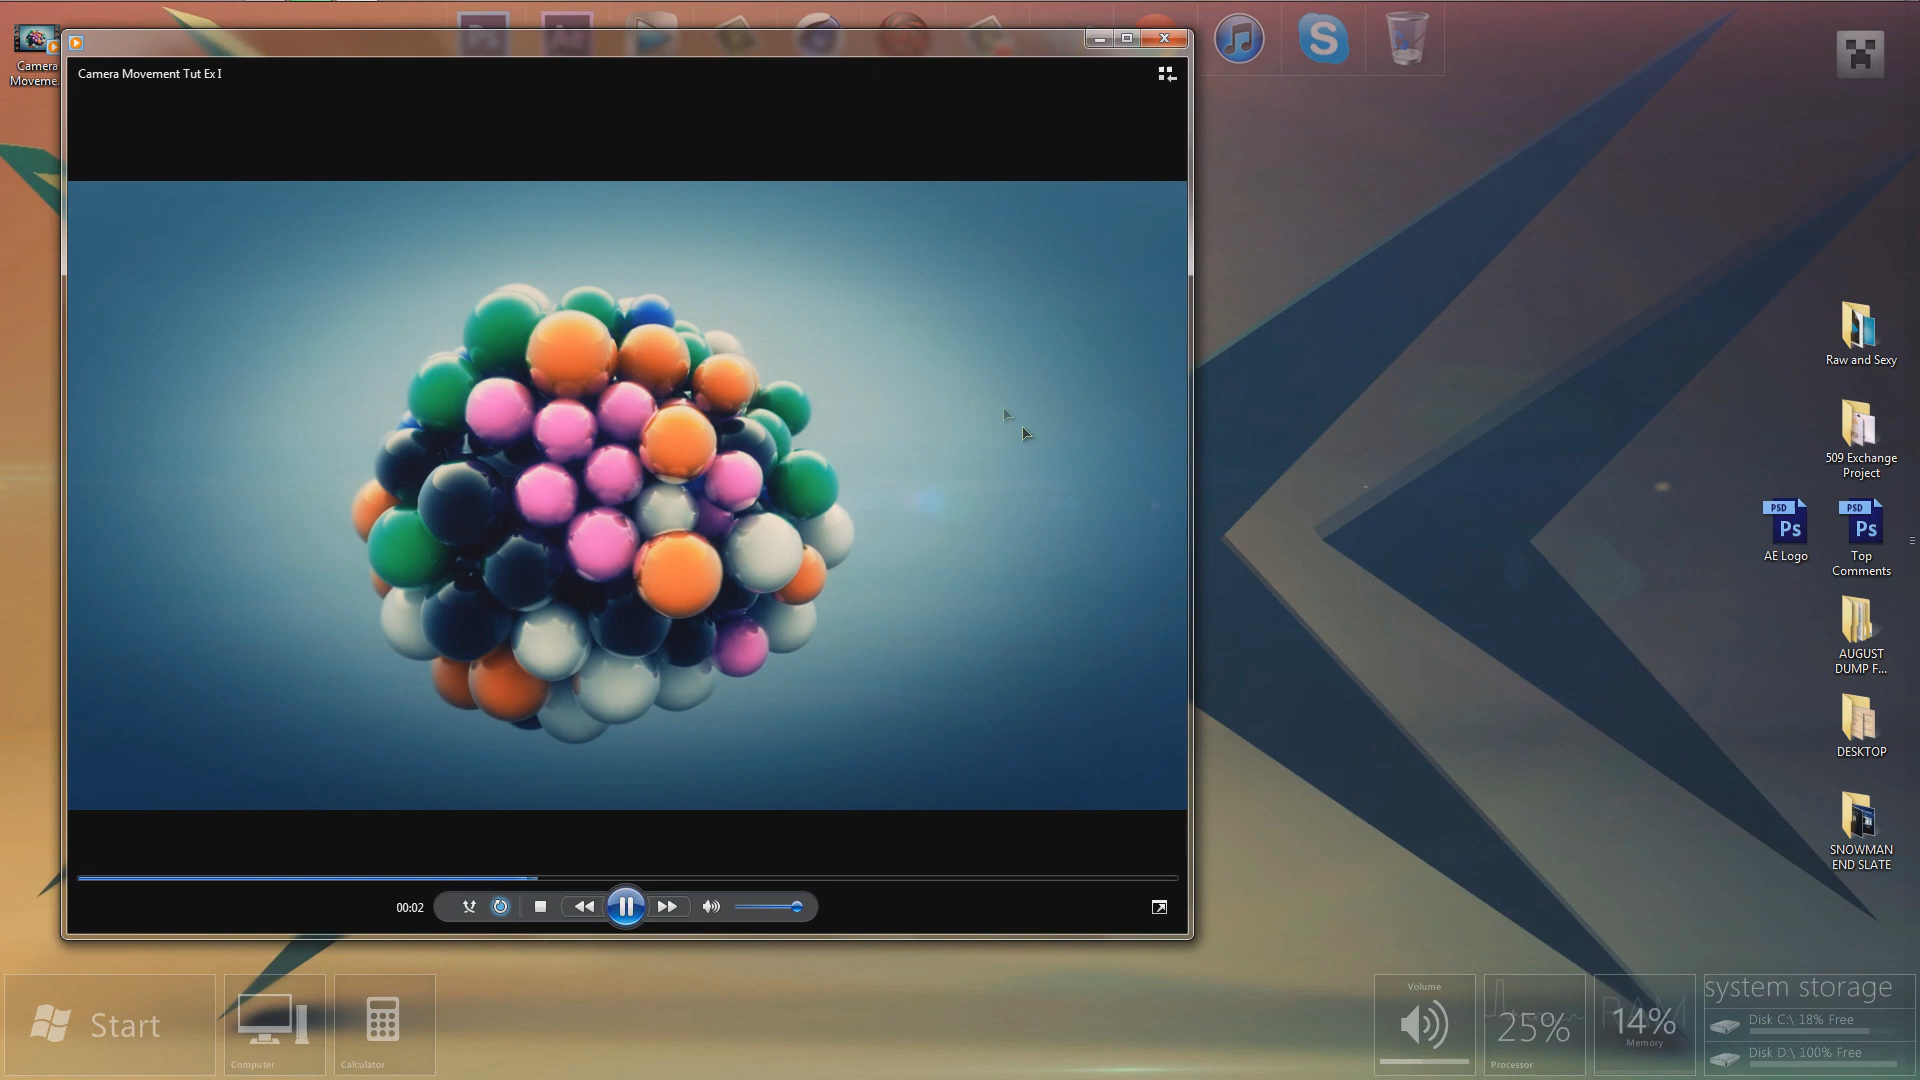 Camera
Moveme...
Camera Movement Tut Ex I
00:02
Raw and Sexy
509 Exchange
Project
PSD
Ps
AE Logo
PSD
Ps
Top
Comments
AUGUST
DUMP F...
DESKTOP
SNOWMAN
END SLATE
Start
Computer
Calculator
Volume
25%
Processor
RAM
14%
Memory
system storage
Disk C:\ 18% Free
Disk D:\ 100% Free